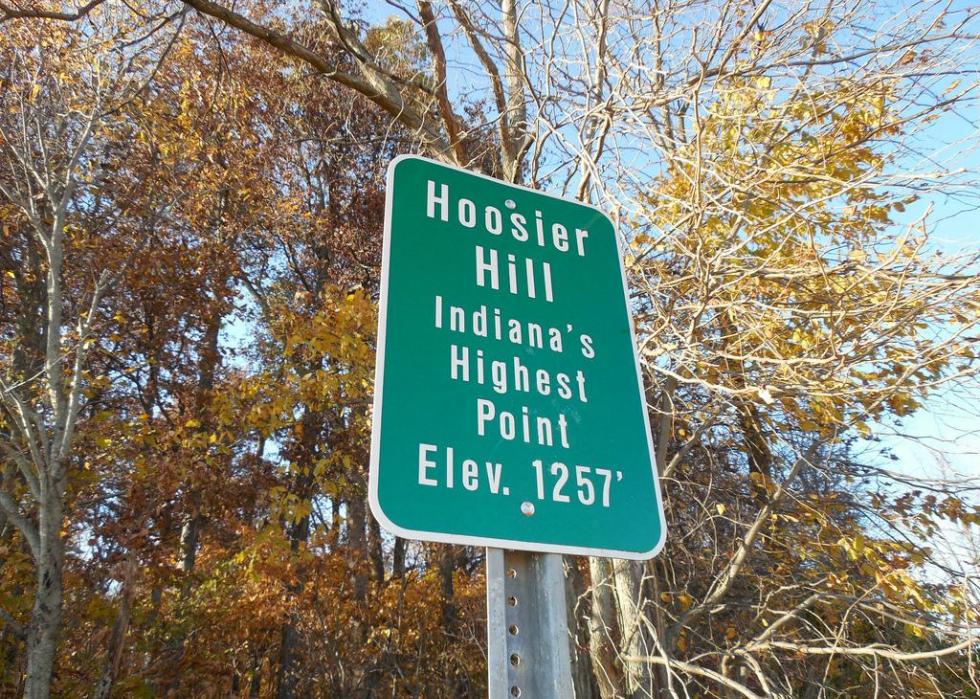 Hoosier
Hill
Indiana's
Highest
Point
Elev. 1257'